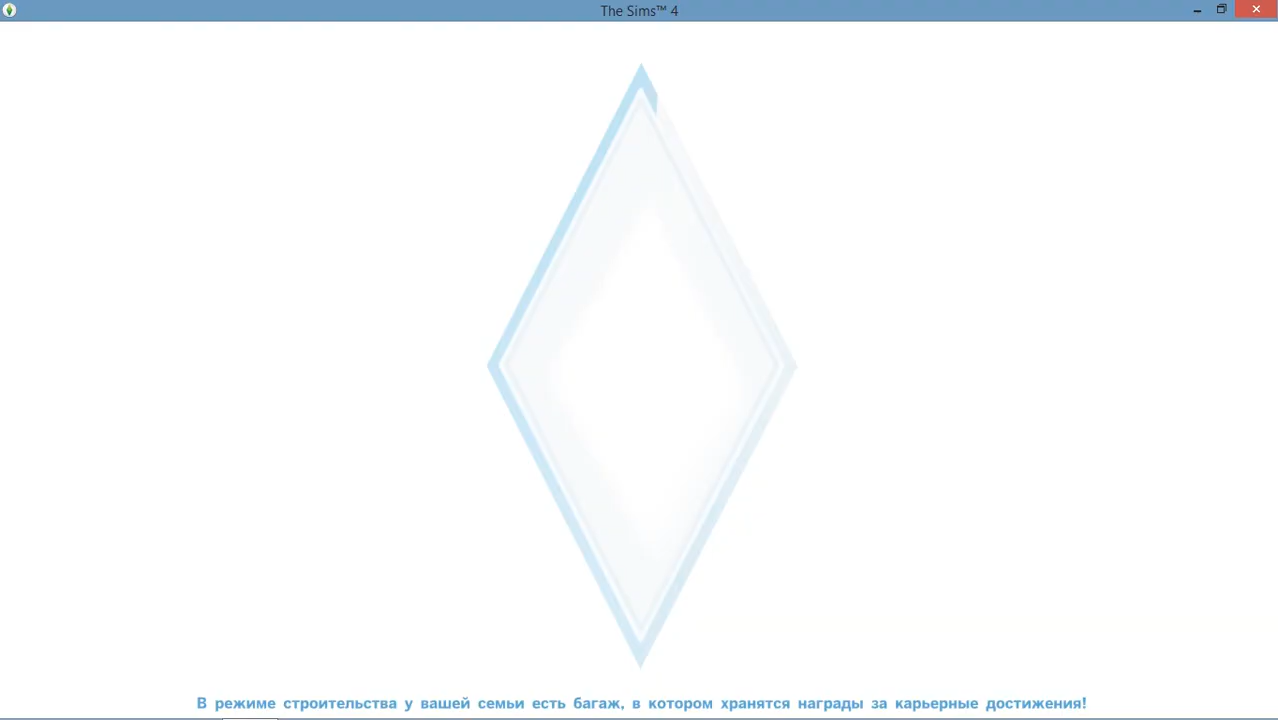 The Sims™ 4
В режиме строительства у вашей семьи есть багаж, в котором хранятся награды за карьерные достижения!